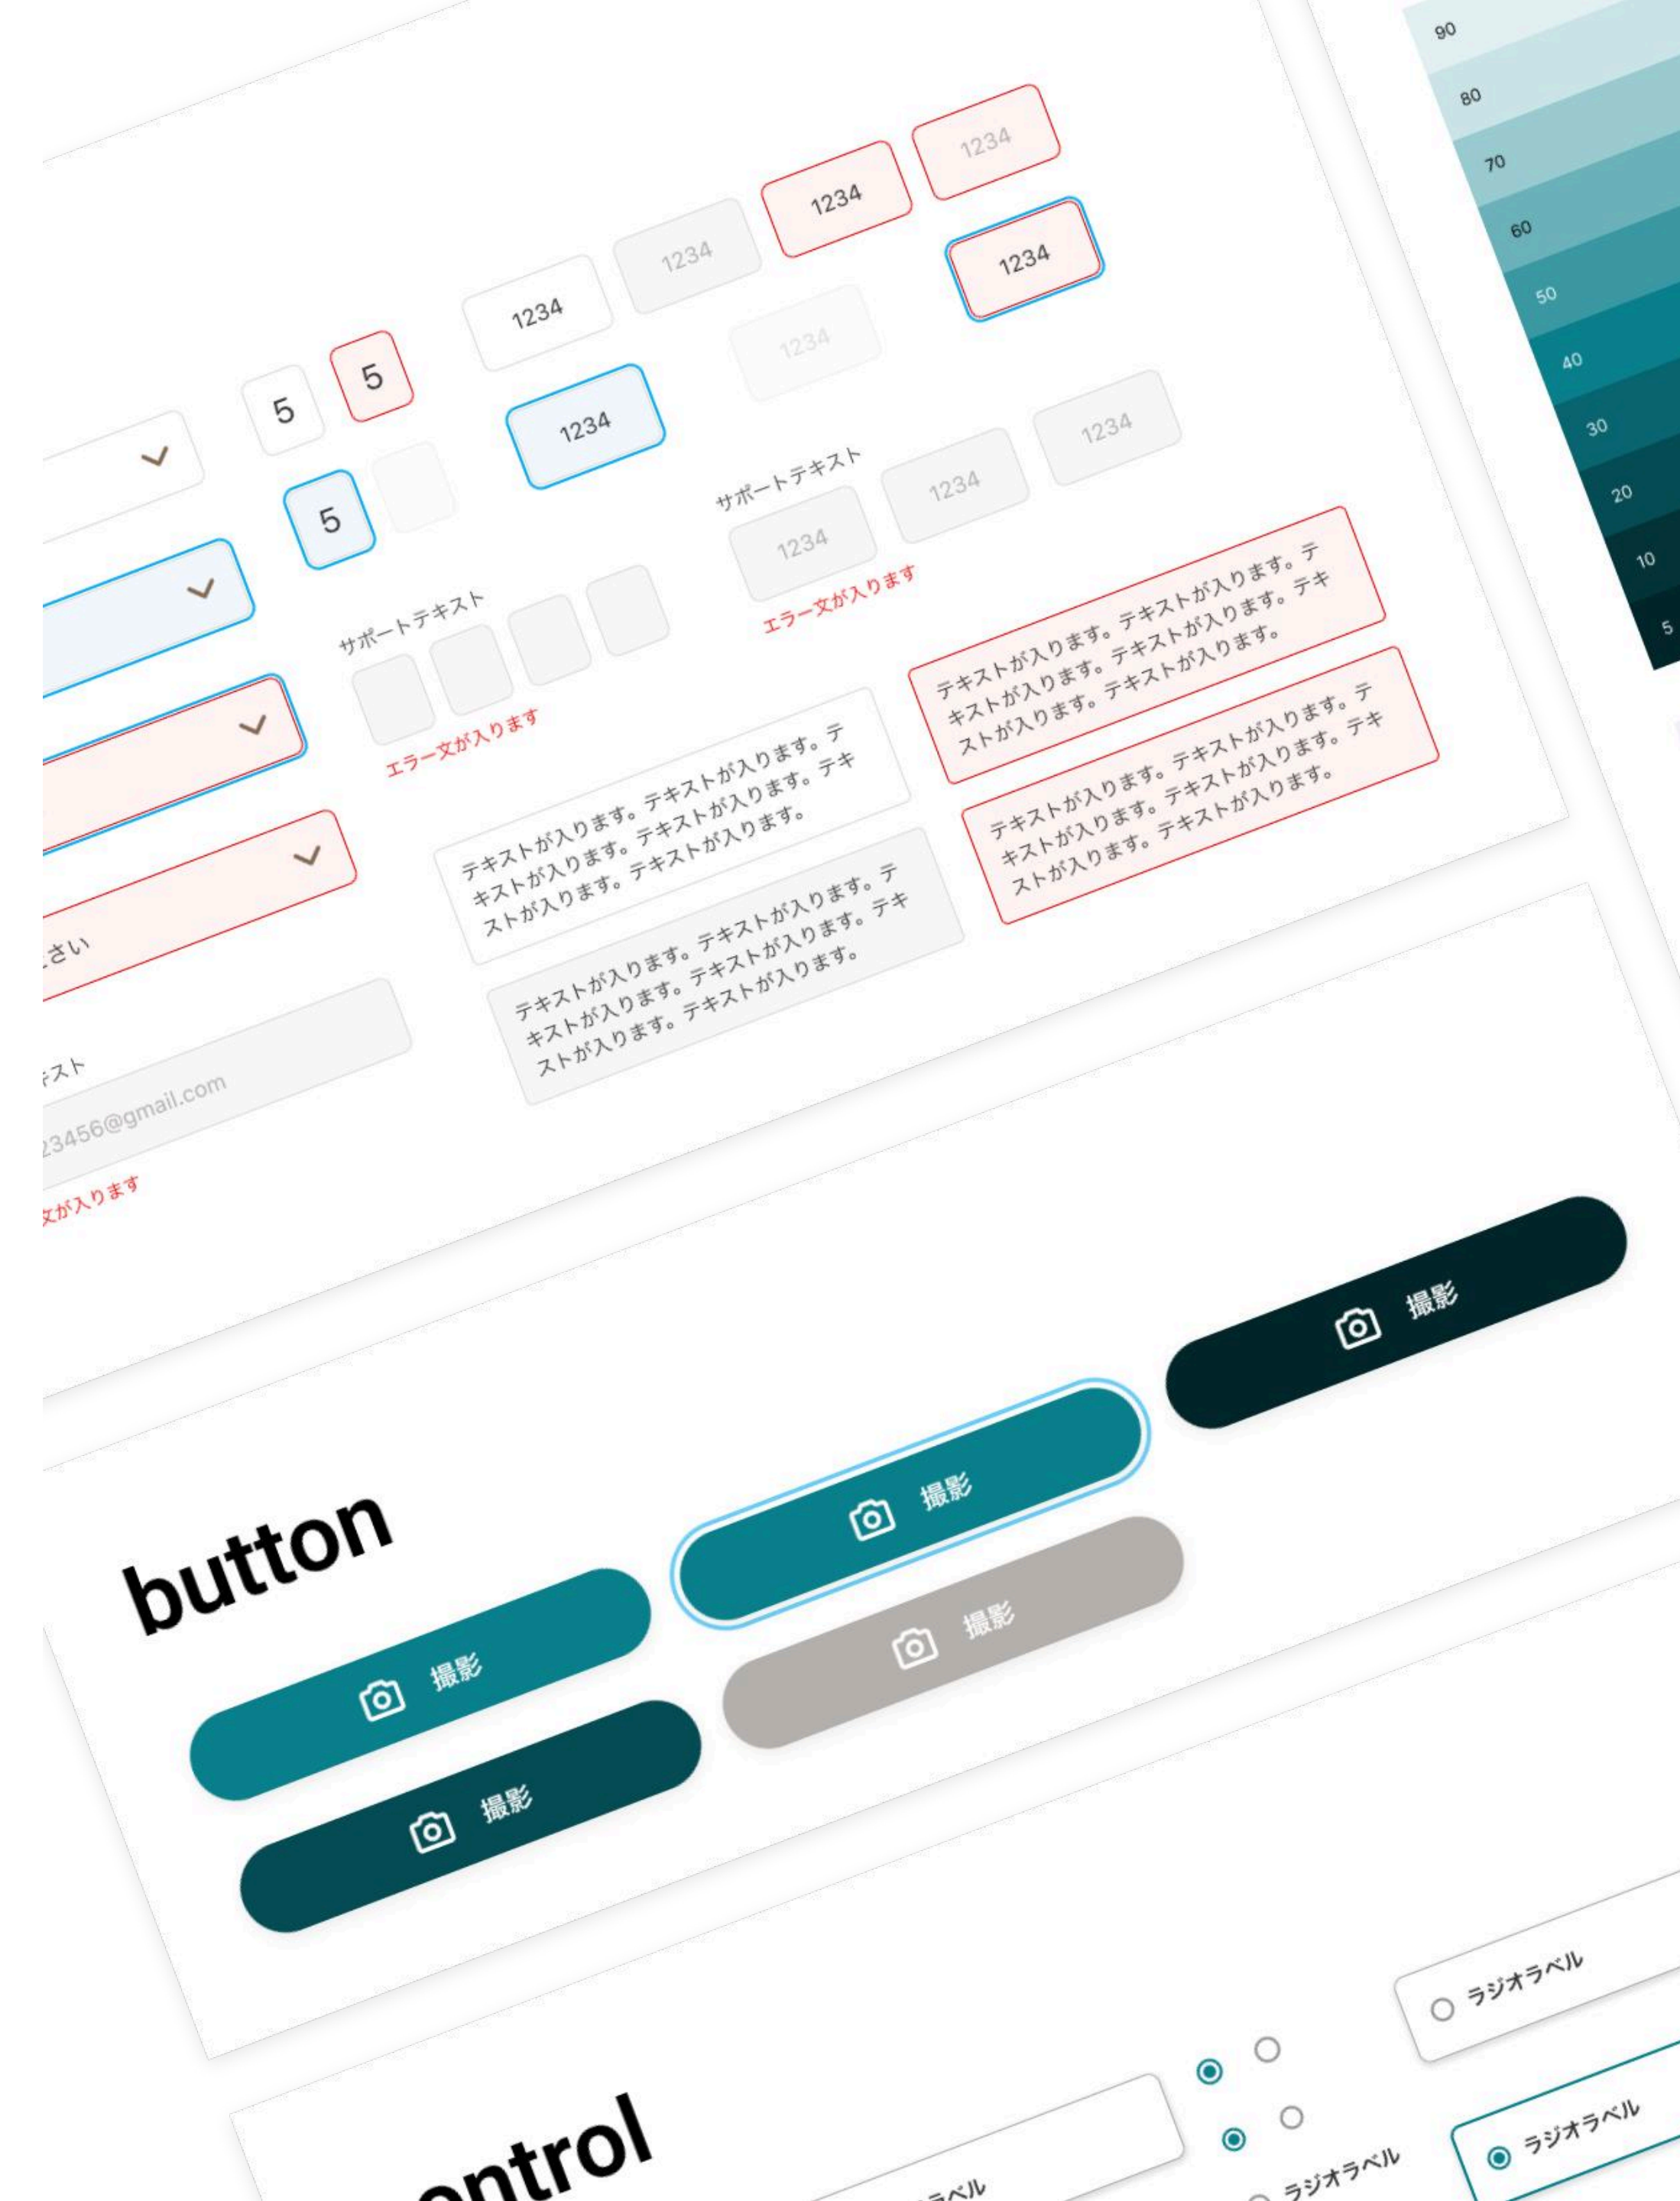 90
80
70
60
50
40
30
20
10
5
1234
1234
1234
1234
5
5
1234
1234
1234
5
サポートテキスト
エラー文が入ります
サポートテキスト
1234
1234
1234
エラー文が入ります
テキストが入ります。テキストが入ります。テ
キストが入ります。テキストが入ります。テキ
ストが入ります。テキストが入ります。
テキストが入ります。テキストが入ります。テ
キストが入ります。テキストが入ります。テキ
ストが入ります。テキストが入ります。
テキストが入ります。テキストが入ります。テ
キストが入ります。テキストが入ります。テキ
ストが入ります。テキストが入ります。
テキストが入ります。テキストが入ります。テ
キストが入ります。テキストが入ります。テキ
ストが入ります。テキストが入ります。
さい
スト
23456@gmail.com
が入ります
button
撮影
撮影
撮影
撮影
撮影
ontrol
ラベル
ラジオラベル
ラジオラベル
ラジオラベル